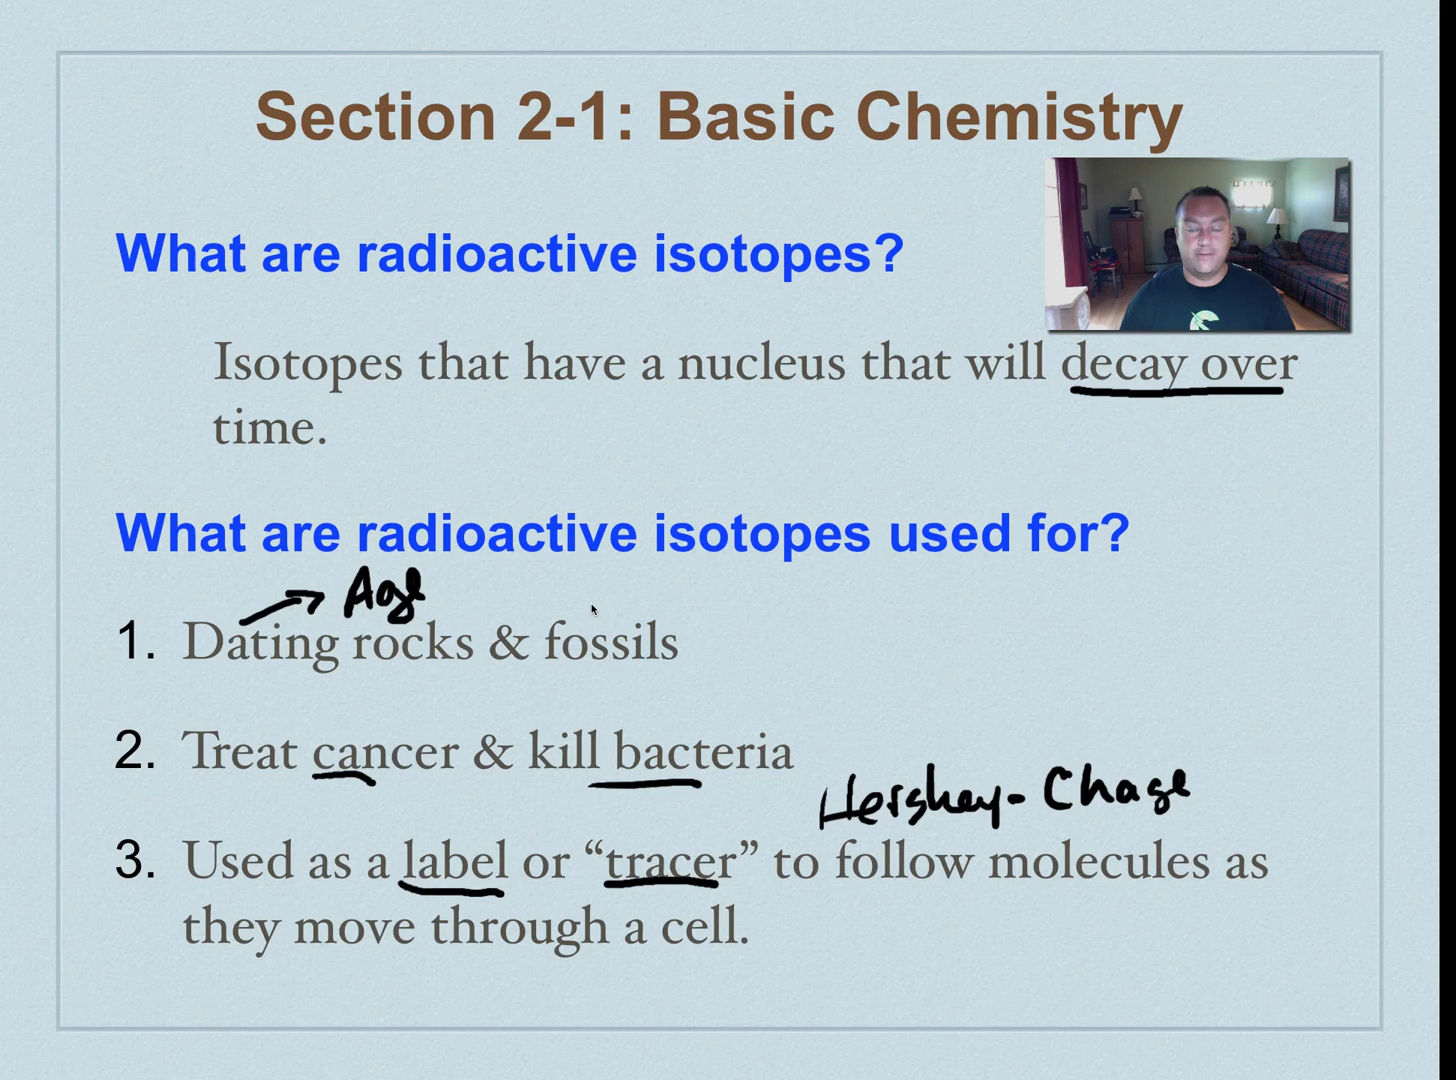 Section 2-1: Basic Chemistry
What are radioactive isotopes?
Isotopes that have a nucleus that will decay over
time.
What are radioactive isotopes used for?
Age
1. Dating rocks & fossils
2. Treat cancer & kill bacteria
Hershey- Chase
3. Used as a label or “tracer” to follow molecules as
they move through a cell.